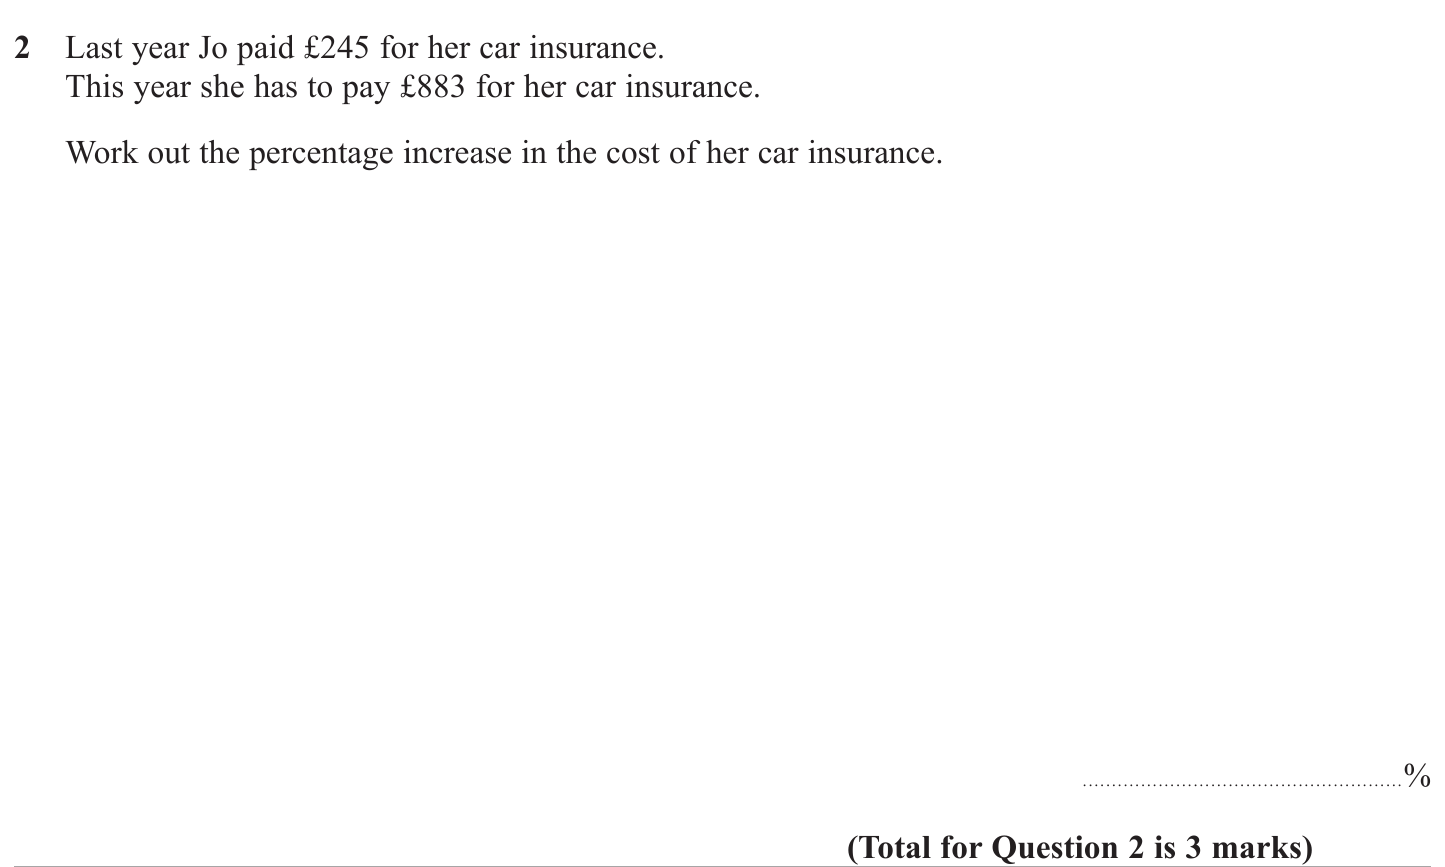 2 Last year Jo paid £245 for her car insurance.
This year she has to pay £883 for her car insurance.
Work out the percentage increase in the cost of her car insurance.
......................................................%
(Total for Question 2 is 3 marks)